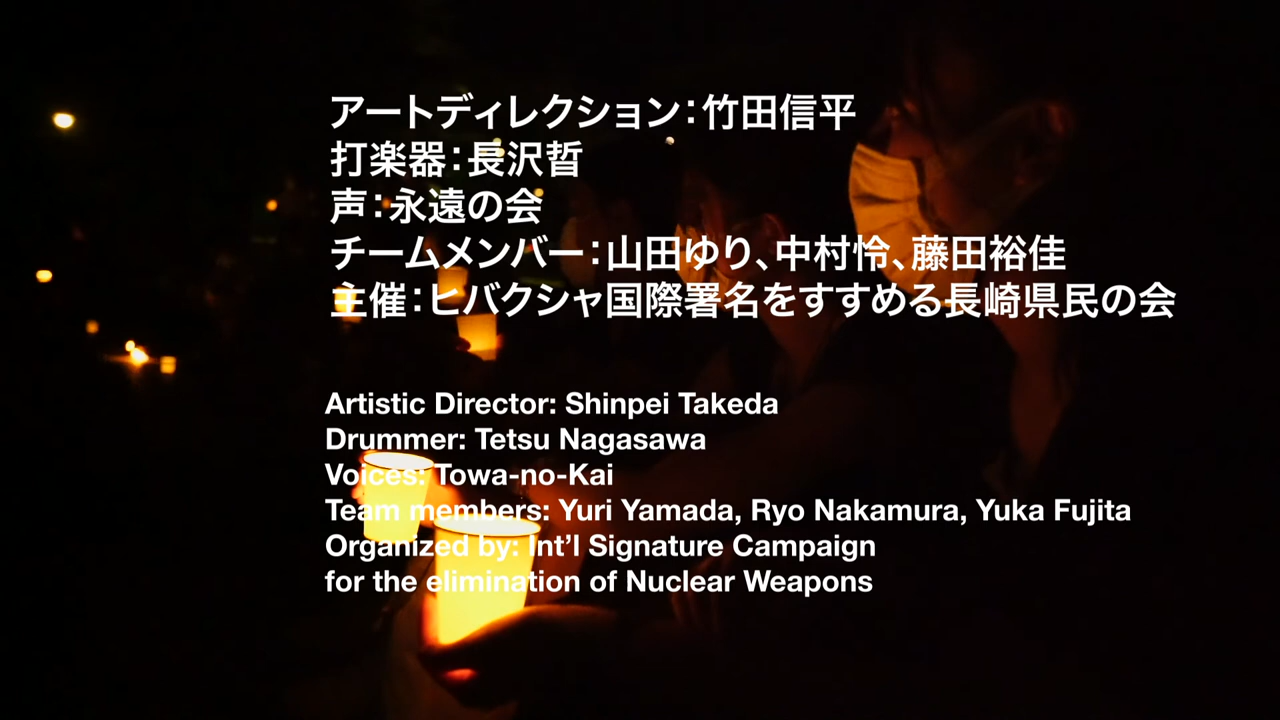 アートディレクション：竹田信平
打楽器：長沢哲
声：永遠の会
チームメンバー：山田ゆり、中村怜、藤田裕佳
主催：ヒバクシャ国際署名をすすめる長崎県民の会
Artistic Director: Shinpei Takeda
Drummer: Tetsu Nagasawa
Voices: Towa-no-Kai
Team members: Yuri Yamada, Ryo Nakamura, Yuka Fujita
Organized by: Int’l Signature Campaign
for the elimination of Nuclear Weapons